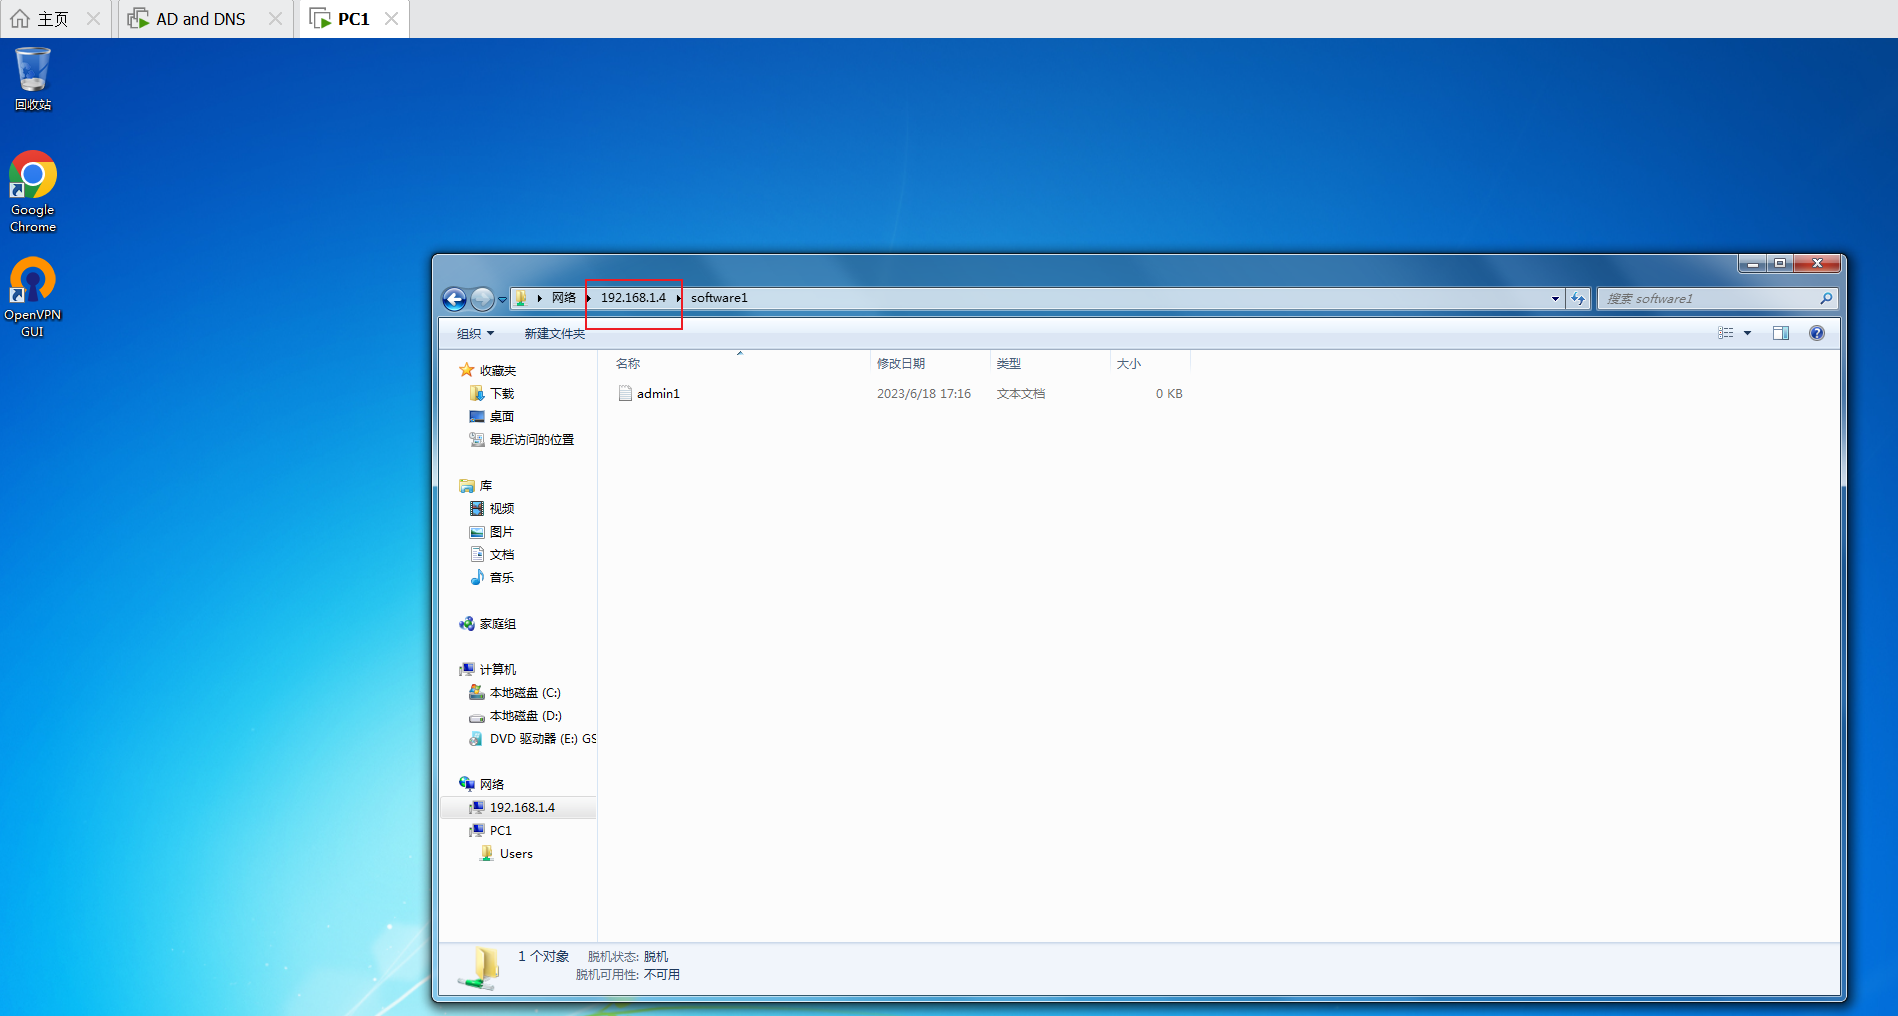 主页
AD and DNS
PC1
回收站
Google
Chrome
OpenVPN
GUI
网络
192.168.1.4
software1
搜索 software1
组织
新建文件夹
名称
修改日期
类型
大小
admin1
2023/6/18 17:16
文本文档
0 KB
收藏夹
下载
桌面
最近访问的位置
库
视频
图片
文档
音乐
家庭组
计算机
本地磁盘 (C:)
本地磁盘 (D:)
DVD 驱动器 (E:) GS
网络
192.168.1.4
PC1
Users
1 个对象
脱机状态: 脱机
脱机可用性: 不可用